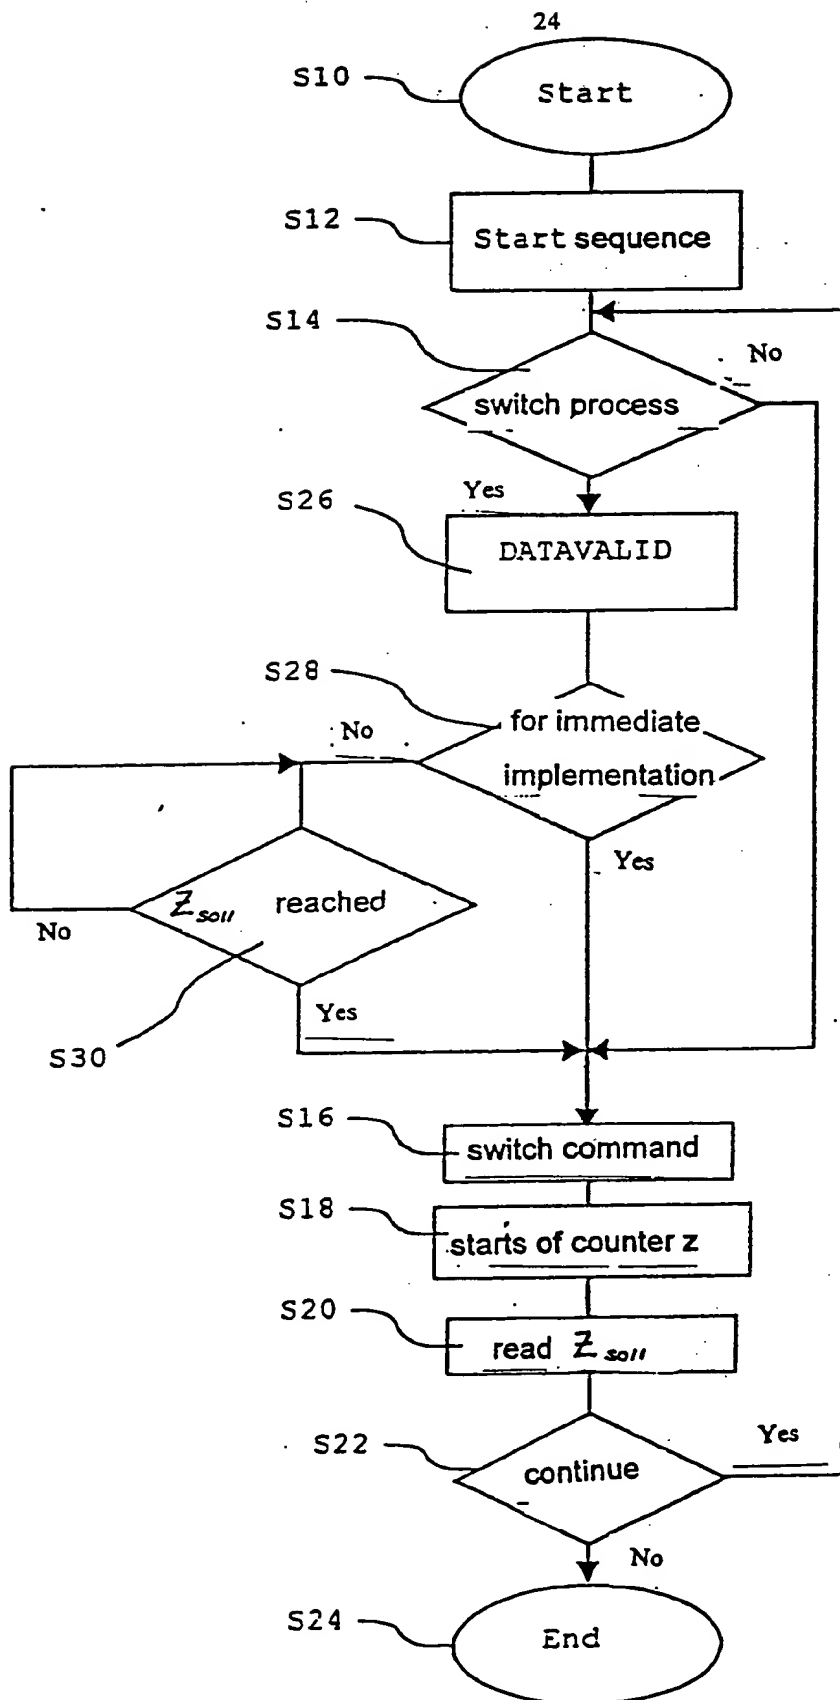 24
S10
Start
S12
Start sequence
S14
No
switch process
S26
Yes
DATAVALID
S28
No
for immediate
implementation
Yes
Z soll reached
No
Yes
S30
S16
switch command
S18
starts of counter z
S20
read Z soll
S22
Yes
continue
No
S24
End